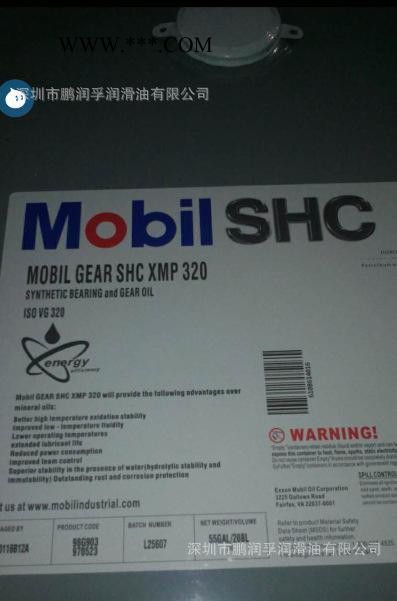 WWW.***.COM
深圳市鹏润孚润滑油有限公司
Mobil SHC
MOBIL GEAR SHC XMP 320
SYNTHETIC BEARING and GEAR OIL
ISO VG 320
energy
efficiency
Mobil GEAR SHC XMP 320 will provide the following advantages over
mineral oils:
Better high temperature oxidation stability
Improved low - temperature fluidity
Lower operating temperatures
extended lubricant life
Reduced power consumption
Improved foam control
Superior stability in the presence of water(hydrolytic stability and
immutability) Outstanding rust and corrosion protection
WARNING!
SPILL CONTROL
Exxon Mobil Oil Corporation
3225 Gallows Road
Fairfax, VA 22037-0001
t us at www.mobilindustrial.com
PRODUCT CODE
98G903
970523
BATCH NUMBER
L25607
NET WEIGHT/VOLUME
55GAL/208L
Refer to product Material Safety
Data Sheet (MSDS) for further
safety and health information.
深圳市鹏润孚润滑油有限公司